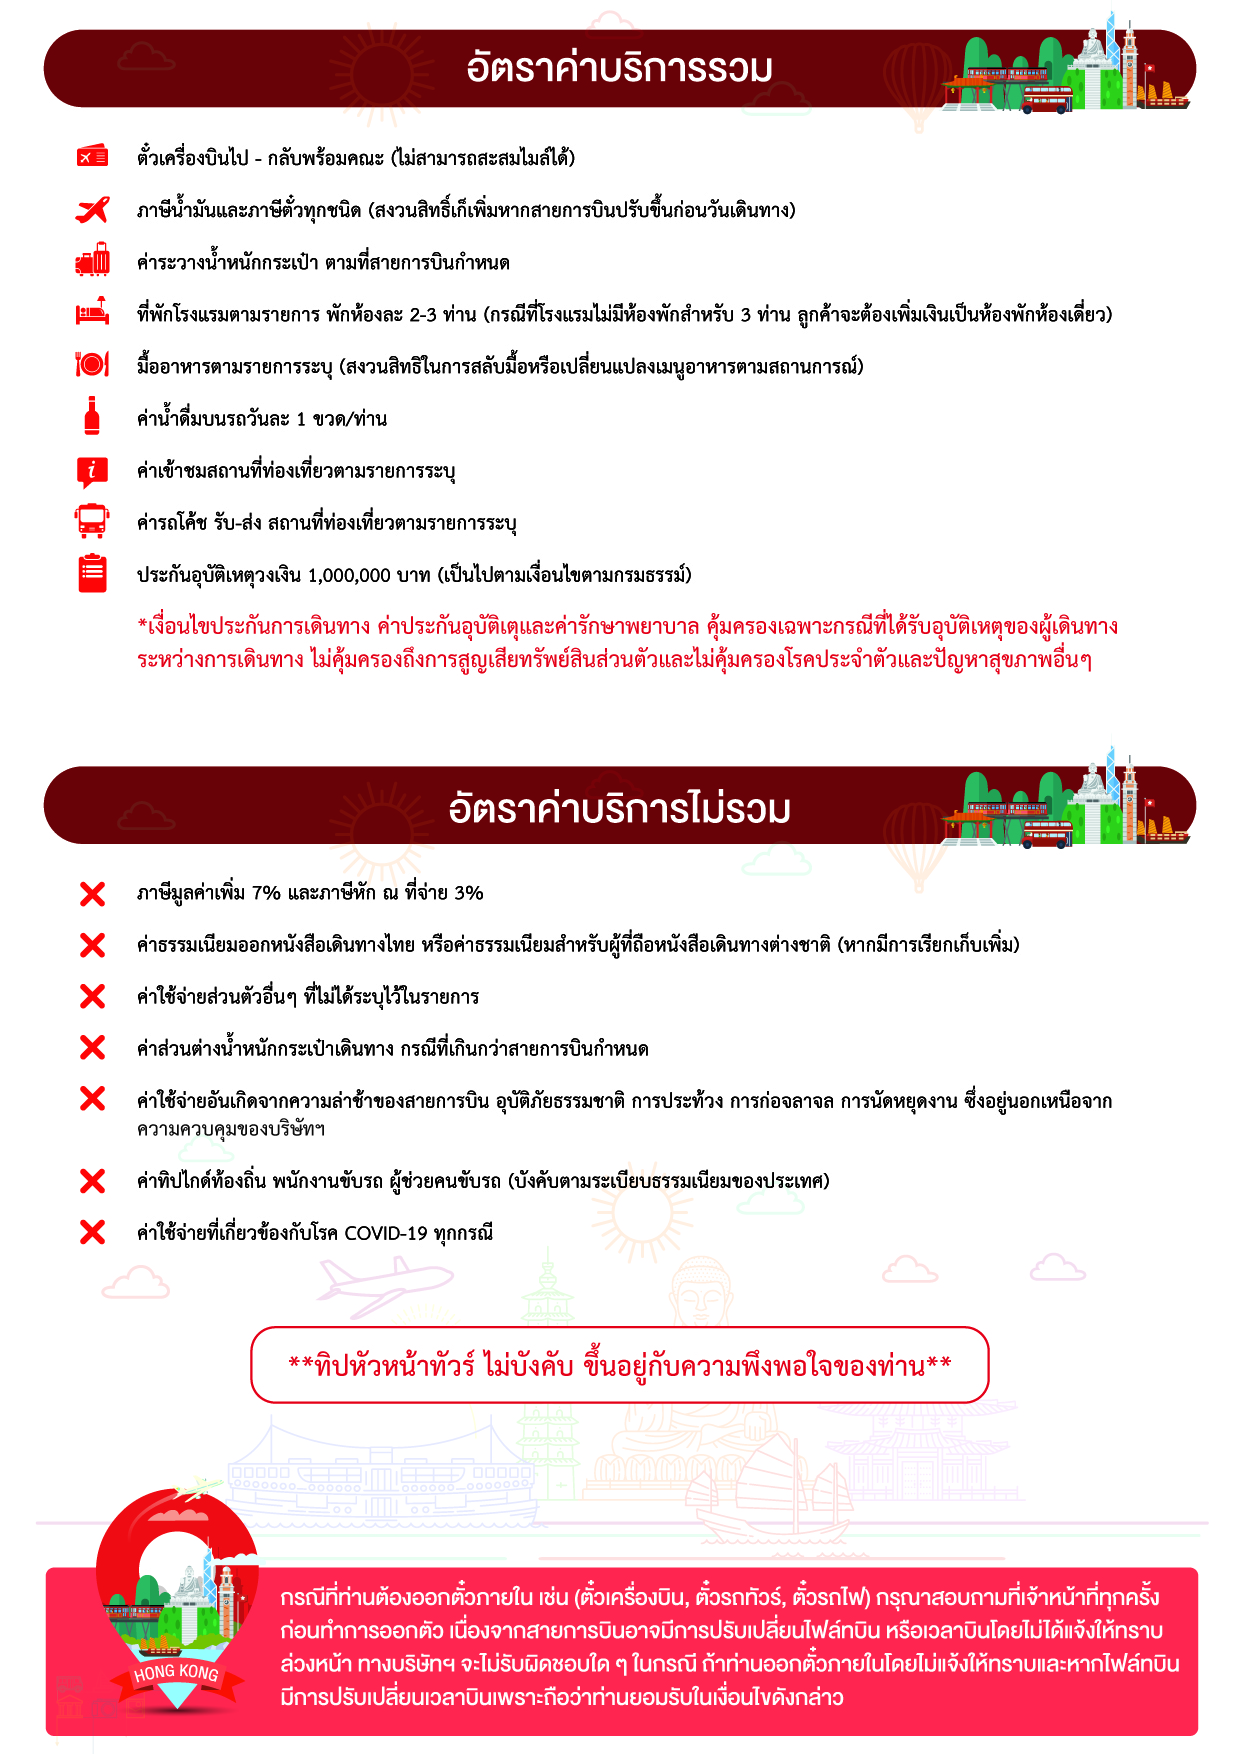 อัตราค่าบริการรวม
ตั๋วเครื่องบินไป - กลับพร้อมคณะ (ไม่สามารถสะสมไมล์ได้)
ภาษีน้ำมันและภาษีตั๋วทุกชนิด (สงวนสิทธิ์เก็เพิ่มหากสายการบินปรับขึ้นก่อนวันเดินทาง)
ค่าระวางน้ำหนักกระเป๋า ตามที่สายการบินกำหนด
ที่พักโรงแรมตามรายการ พักห้องละ 2-3 ท่าน (กรณีที่โรงแรมไม่มีห้องพักสำหรับ 3 ท่าน ลูกค้าจะต้องเพิ่มเงินเป็นห้องพักห้องเดี่ยว)
มื้ออาหารตามรายการระบุ (สงวนสิทธิในการสลับมื้อหรือเปลี่ยนแปลงเมนูอาหารตามสถานการณ์)
ค่าน้ำดื่มบนรถวันละ 1 ขวด/ท่าน
ค่าเข้าชมสถานที่ท่องเที่ยวตามรายการระบุ
ค่ารถโค้ช รับ-ส่ง สถานที่ท่องเที่ยวตามรายการระบุ
ประกันอุบัติเหตุวงเงิน 1,000,000 บาท (เป็นไปตามเงื่อนไขตามกรมธรรม์)
*เงื่อนไขประกันการเดินทาง ค่าประกันอุบัติเตุและค่ารักษาพยาบาล คุ้มครองเฉพาะกรณีที่ได้รับอุบัติเหตุของผู้เดินทาง
ระหว่างการเดินทาง ไม่คุ้มครองถึงการสูญเสียทรัพย์สินส่วนตัวและไม่คุ้มครองโรคประจำตัวและปัญหาสุขภาพอื่นๆ
อัตราค่าบริการไม่รวม
ภาษีมูลค่าเพิ่ม 7% และภาษีหัก ณ ที่จ่าย 3%
ค่าธรรมเนียมออกหนังสือเดินทางไทย หรือค่าธรรมเนียมสำหรับผู้ที่ถือหนังสือเดินทางต่างชาติ (หากมีการเรียกเก็บเพิ่ม)
ค่าใช้จ่ายส่วนตัวอื่นๆ ที่ไม่ได้ระบุไว้ในรายการ
ค่าส่วนต่างน้ำหนักกระเป๋าเดินทาง กรณีที่เกินกว่าสายการบินกำหนด
ค่าใช้จ่ายอันเกิดจากความล่าช้าของสายการบิน อุบัติภัยธรรมชาติ การประท้วง การก่อจลาจล การนัดหยุดงาน ซึ่งอยู่นอกเหนือจาก
ความควบคุมของบริษัทฯ
ค่าทิปไกด์ท้องถิ่น พนักงานขับรถ ผู้ช่วยคนขับรถ (บังคับตามระเบียบธรรมเนียมของประเทศ)
ค่าใช้จ่ายที่เกี่ยวข้องกับโรค COVID-19 ทุกกรณี
**ทิปหัวหน้าทัวร์ ไม่บังคับ ขึ้นอยู่กับความพึงพอใจของท่าน**
กรณีที่ท่านต้องออกตั๋วภายใน เช่น (ตั๋วเครื่องบิน, ตั๋วรถทัวร์, ตั๋วรถไฟ) กรุณาสอบถามที่เจ้าหน้าที่ทุกครั้ง
ก่อนทำการออกตัว เนื่องจากสายการบินอาจมีการปรับเปลี่ยนไฟล์ทบิน หรือเวลาบินโดยไม่ได้แจ้งให้ทราบ
ล่วงหน้า ทางบริษัทฯ จะไม่รับผิดชอบใด ๆ ในกรณี ถ้าท่านออกตั๋วภายในโดยไม่แจ้งให้ทราบและหากไฟล์ทบิน
มีการปรับเปลี่ยนเวลาบินเพราะถือว่าท่านยอมรับในเงื่อนไขดังกล่าว
HONG KONG